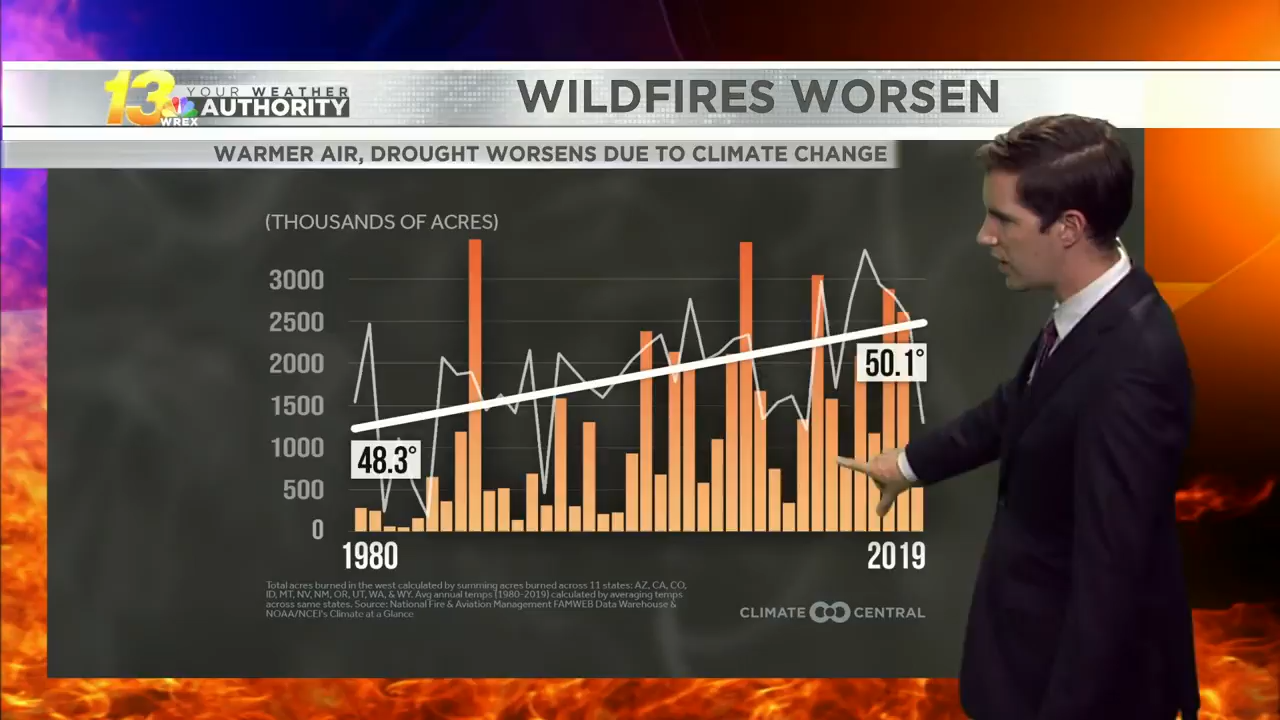 13
WREX
YOUR WEATHER
AUTHORITY
WILDFIRES WORSEN
WARMER AIR, DROUGHT WORSENS DUE TO CLIMATE CHANGE
(THOUSANDS OF ACRES)
3000
2500
2000
1500
1000
500
0
48.3°
50.1°
1980
2019
Total acres burned in the west calculated by summing acres burned across 11 states: AZ, CA, CO,
ID, MT, NV, NM, OR, UT, WA, & WY. Avg annual temps (1980-2019) calculated by averaging temps
across same states. Source: National Fire & Aviation Management FAMWEB Data Warehouse &
NOAA/NCEI's Climate at a Glance
CLIMATE CENTRAL